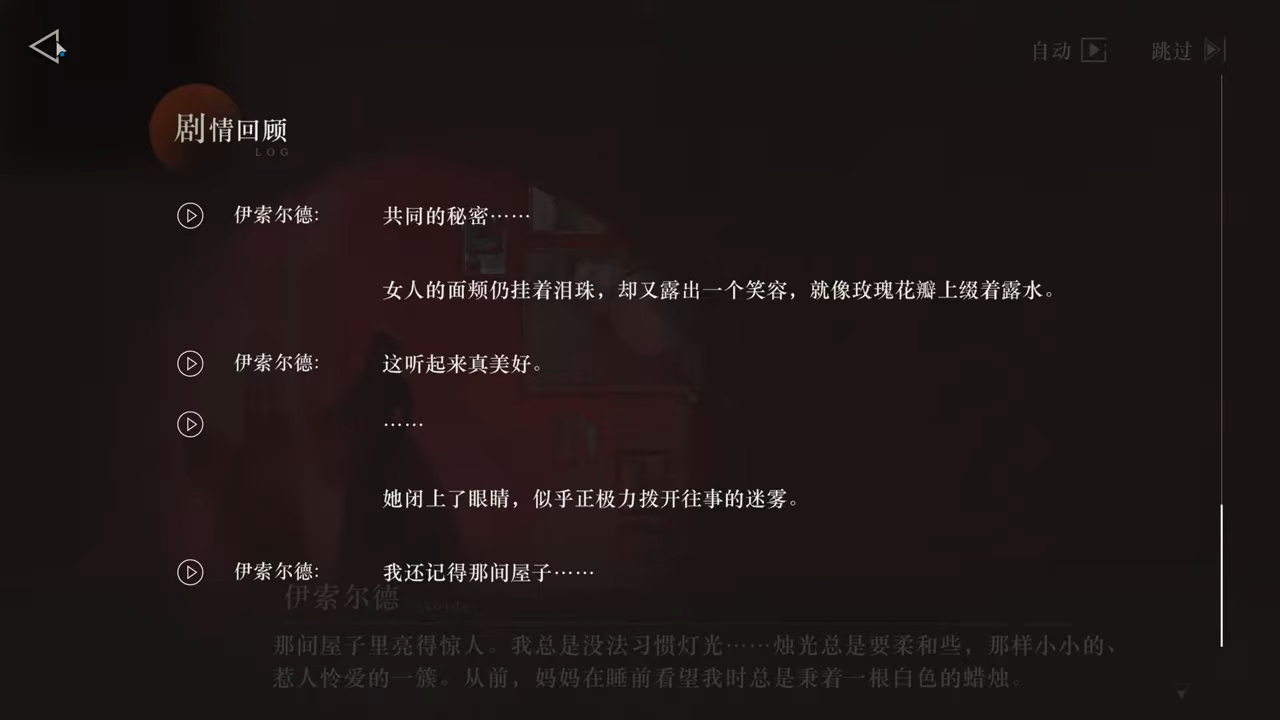 自动
跳过
剧情回顾
LOG
伊索尔德:
共同的秘密……
女人的面颊仍挂着泪珠，却又露出一个笑容，就像玫瑰花瓣上缀着露水。
伊索尔德:
这听起来真美好。
……
她闭上了眼睛，似乎正极力拨开往事的迷雾。
伊索尔德:
我还记得那间屋子……
伊索尔德
那间屋子里亮得惊人。我总是没法习惯灯光……烛光总是要柔和些，那样小小的、
惹人怜爱的一簇。从前，妈妈在睡前看望我时总是秉着一根白色的蜡烛。